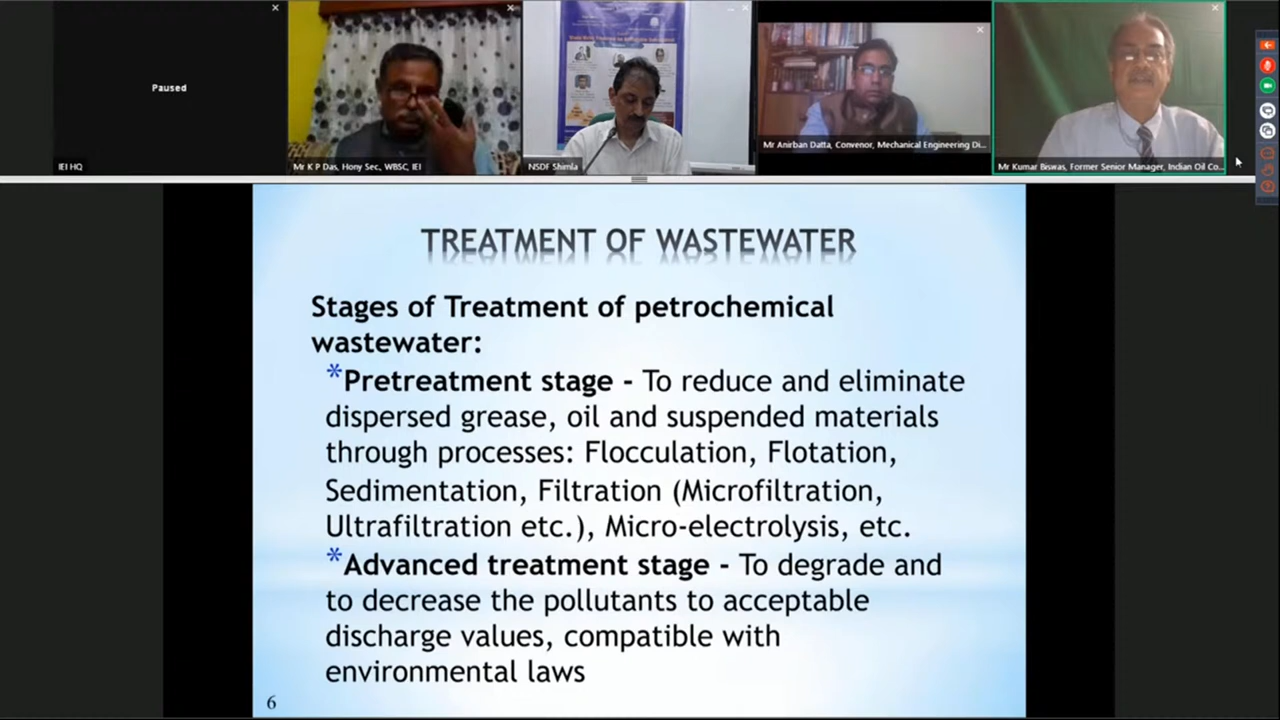 Paused
IEI HQ
Mr K P Das, Hony Sec, WBSC, IEI
NSDF Shimla
Mr Anirban Datta, Convenor, Mechanical Engineering Di...
Mr Kumar Biswas, Former Senior Manager, Indian Oil Co...
TREATMENT OF WASTEWATER
Stages of Treatment of petrochemical
wastewater:
*Pretreatment stage - To reduce and eliminate
dispersed grease, oil and suspended materials
through processes: Flocculation, Flotation,
Sedimentation, Filtration (Microfiltration,
Ultrafiltration etc.), Micro-electrolysis, etc.
*Advanced treatment stage - To degrade and
to decrease the pollutants to acceptable
discharge values, compatible with
environmental laws
6